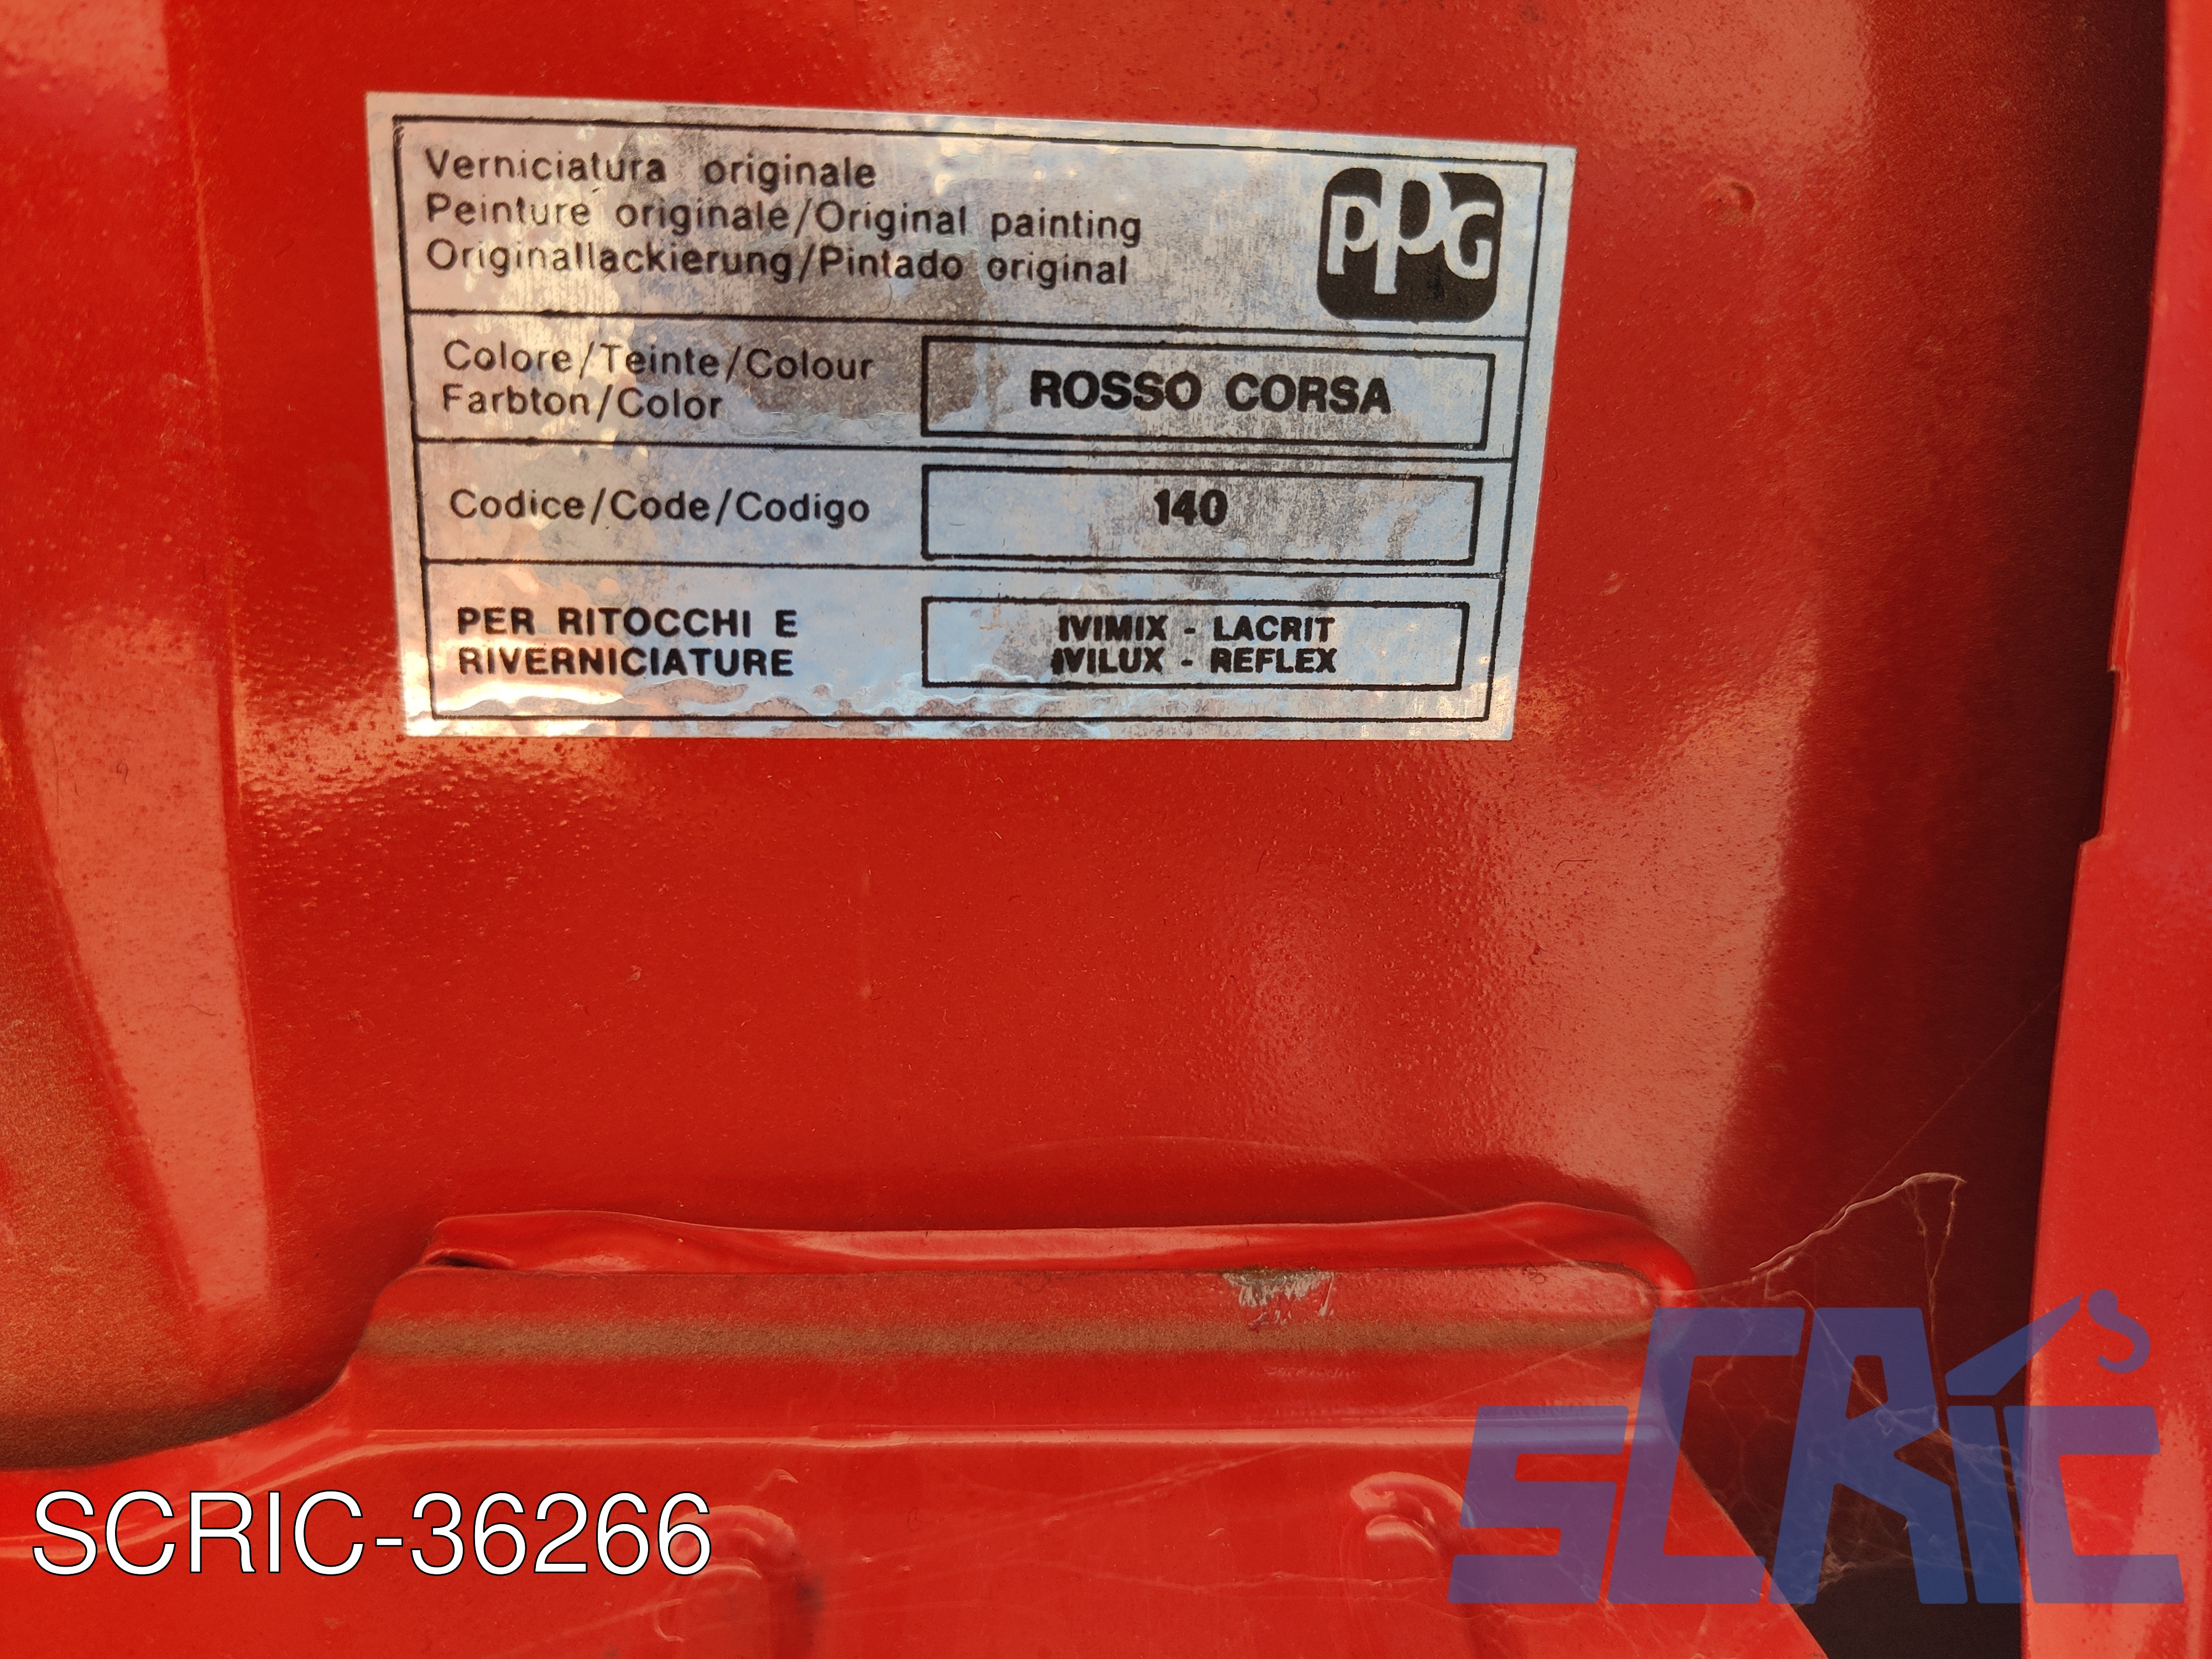 Verniciatura originale
Peinture originale/Original painting
Originallackierung/Pintado original
PPG
Colore/Teinte/Colour
Farbton/Color
ROSSO CORSA
Codice/Code/Codigo
140
PER RITOCCHI E
RIVERNICIATURE
IVIMIX - LACRIT
IVILUX - REFLEX
SCRIC-36266
SCRIC